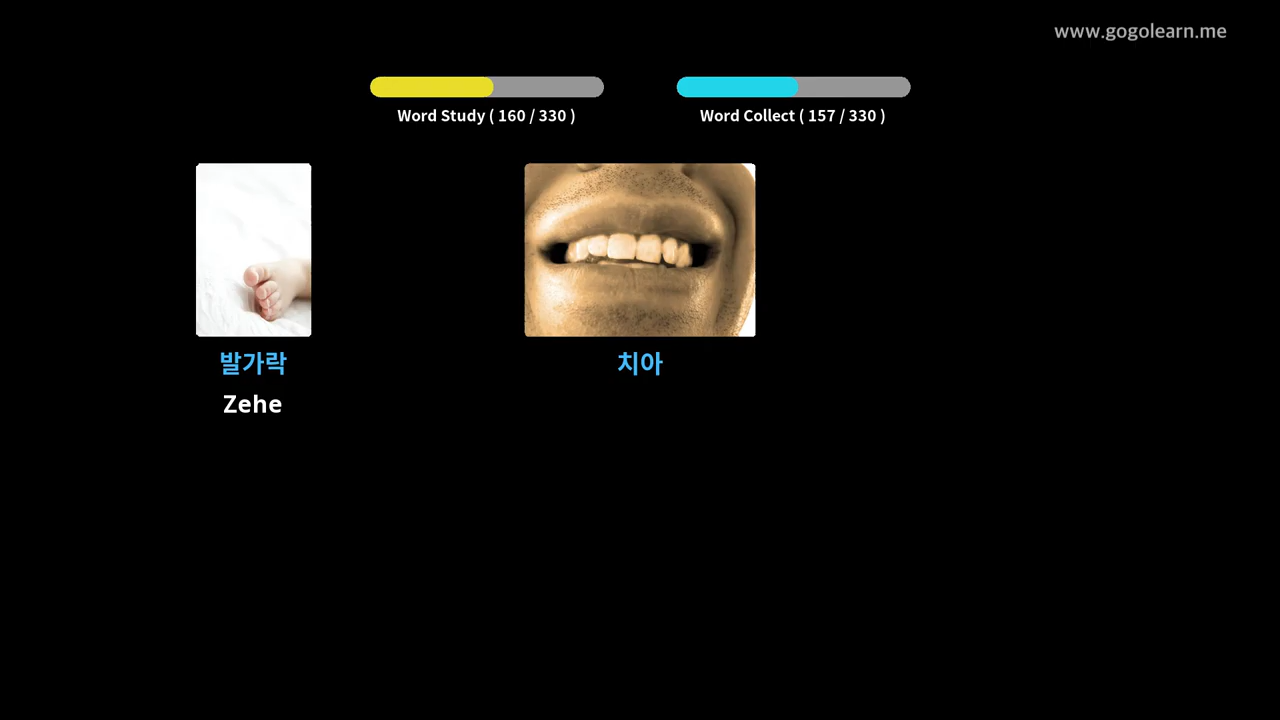 www.gogolearn.me
Word Study ( 160 / 330 )
Word Collect ( 157 / 330 )
발가락
치아
Zehe